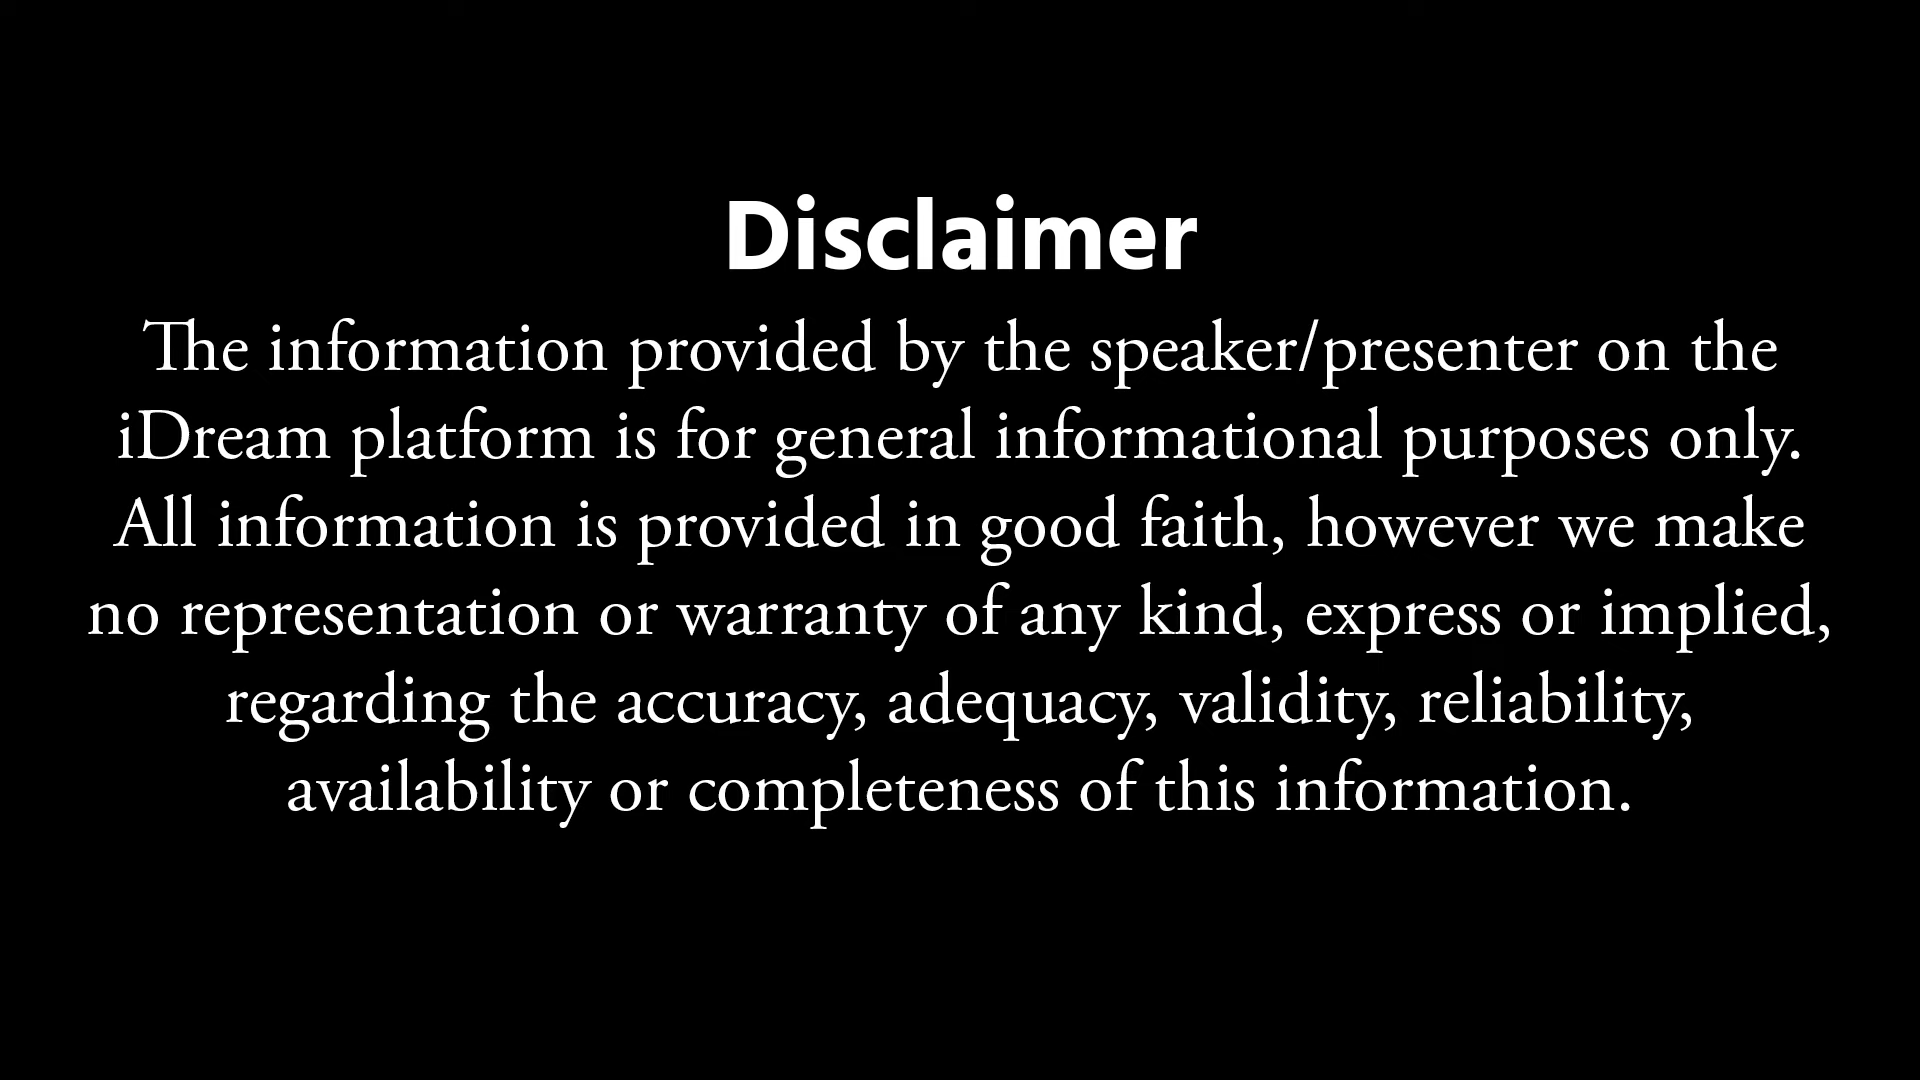 Disclaimer
The information provided by the speaker/presenter on the
iDream platform is for general informational purposes only.
All information is provided in good faith, however we make
no representation or warranty of any kind, express or implied,
regarding the accuracy, adequacy, validity, reliability,
availability or completeness of this information.